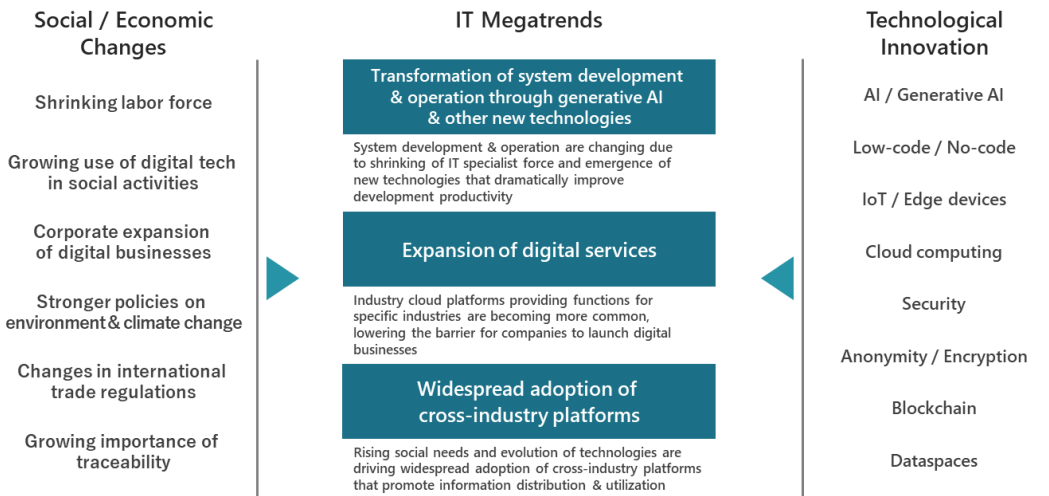 Social / Economic
Changes
Shrinking labor force
Growing use of digital tech
in social activities
Corporate expansion
of digital businesses
Stronger policies on
environment & climate change
Changes in international
trade regulations
Growing importance of
traceability
IT Megatrends
Transformation of system development
& operation through generative AI
& other new technologies
System development & operation are changing due
to shrinking of IT specialist force and emergence of
new technologies that dramatically improve
development productivity
Expansion of digital services
Industry cloud platforms providing functions for
specific industries are becoming more common,
lowering the barrier for companies to launch digital
businesses
Widespread adoption of
cross-industry platforms
Rising social needs and evolution of technologies are
driving widespread adoption of cross-industry platforms
that promote information distribution & utilization
Technological
Innovation
AI / Generative AI
Low-code / No-code
IoT / Edge devices
Cloud computing
Security
Anonymity / Encryption
Blockchain
Dataspaces